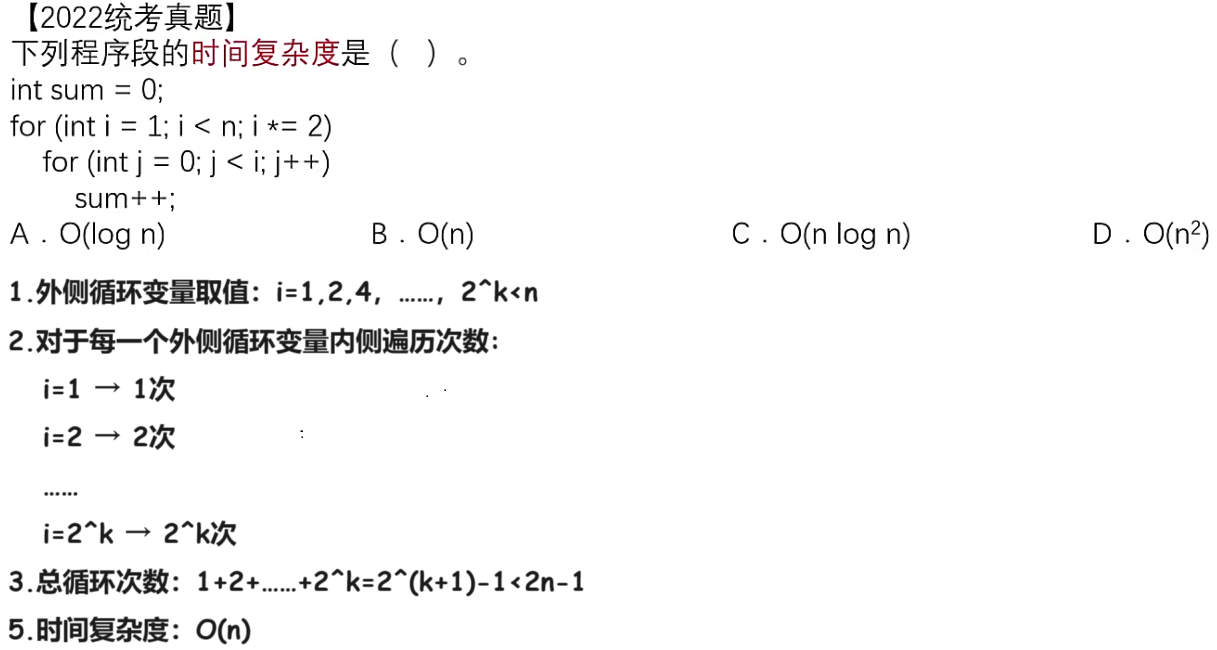 【2022统考真题】
下列程序段的时间复杂度是（　）。
int sum = 0;
for (int i = 1; i < n; i *= 2)
for (int j = 0; j < i; j++)
sum++;
A．O(log n) B．O(n) C．O(n log n) D．O(n²)
1.外侧循环变量取值：i=1,2,4，……，2^k<n
2.对于每一个外侧循环变量内侧遍历次数：
i=1 → 1次
i=2 → 2次
……
i=2^k → 2^k次
3.总循环次数：1+2+……+2^k=2^(k+1)-1<2n-1
5.时间复杂度：O(n)